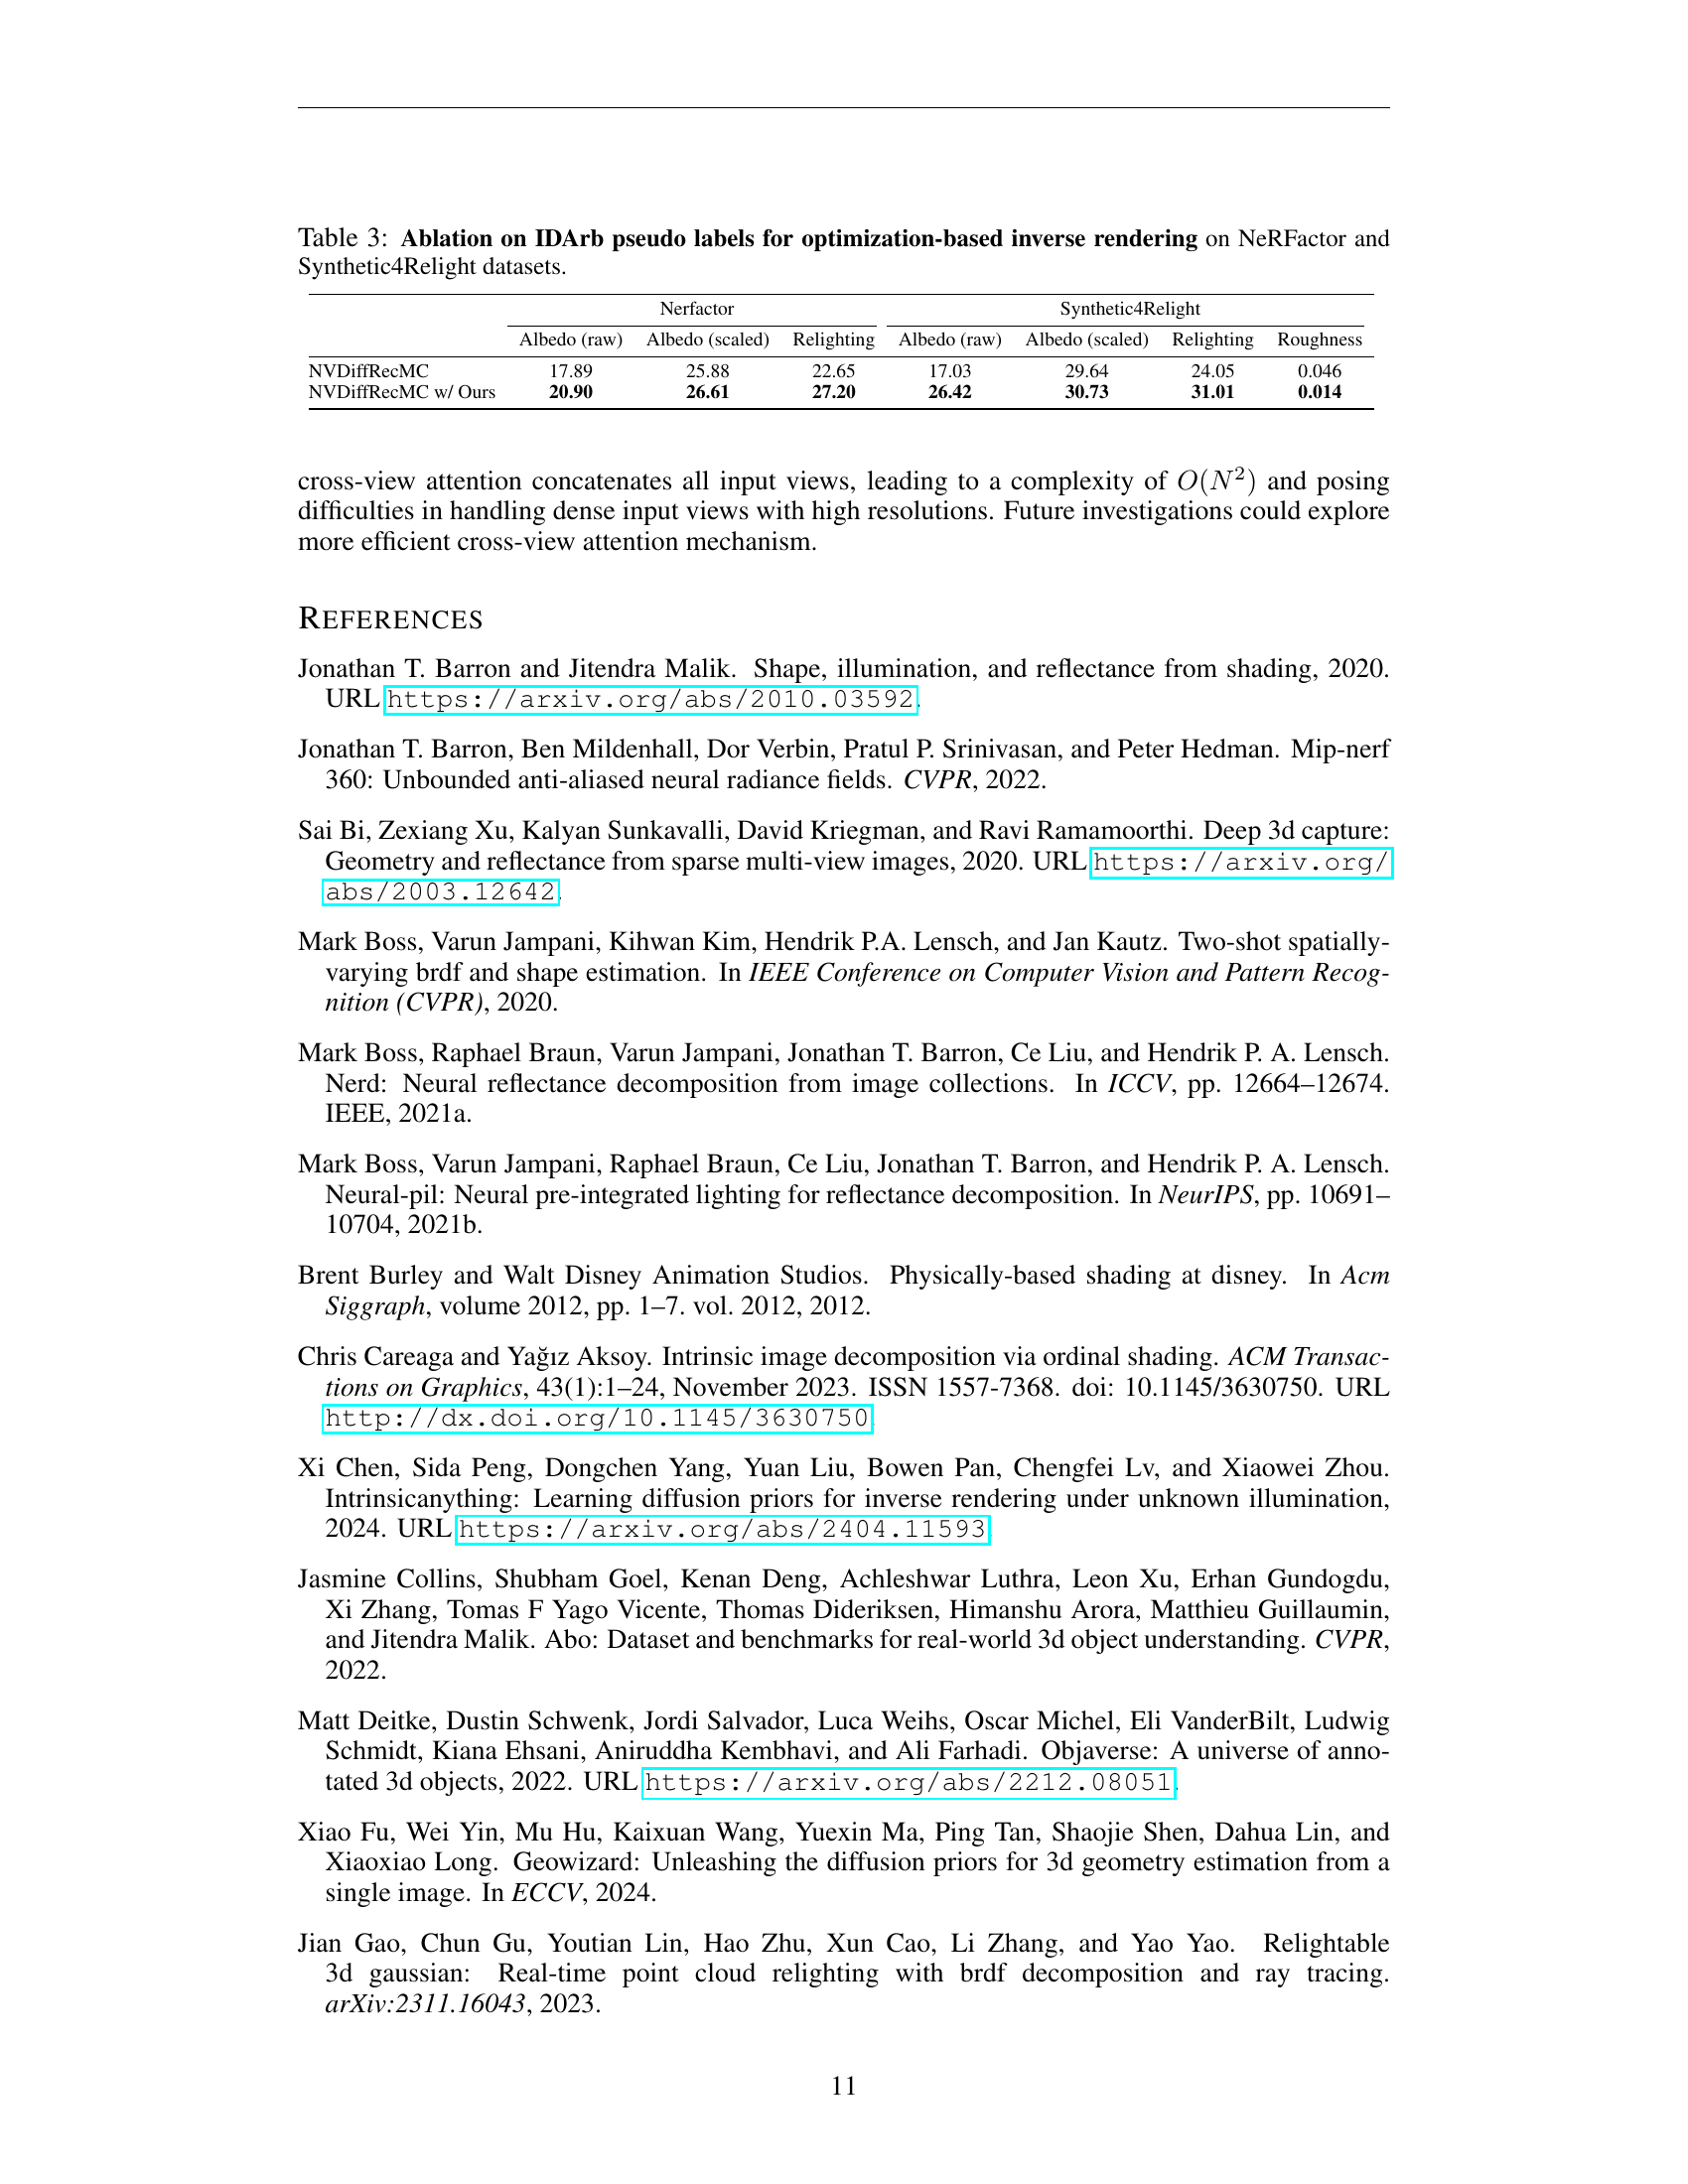 Table 3: Ablation on IDArb pseudo labels for optimization-based inverse rendering on NeRFactor and
Synthetic4Relight datasets.
Nerfactor Synthetic4Relight
Albedo (raw) Albedo (scaled) Relighting Albedo (raw) Albedo (scaled) Relighting Roughness
NVDiffRecMC 17.89 25.88 22.65 17.03 29.64 24.05 0.046
NVDiffRecMC w/ Ours 20.90 26.61 27.20 26.42 30.73 31.01 0.014
cross-view attention concatenates all input views, leading to a complexity of O(N²) and posing
difficulties in handling dense input views with high resolutions. Future investigations could explore
more efficient cross-view attention mechanism.
REFERENCES
Jonathan T. Barron and Jitendra Malik. Shape, illumination, and reflectance from shading, 2020.
URL https://arxiv.org/abs/2010.03592.
Jonathan T. Barron, Ben Mildenhall, Dor Verbin, Pratul P. Srinivasan, and Peter Hedman. Mip-nerf
360: Unbounded anti-aliased neural radiance fields. CVPR, 2022.
Sai Bi, Zexiang Xu, Kalyan Sunkavalli, David Kriegman, and Ravi Ramamoorthi. Deep 3d capture:
Geometry and reflectance from sparse multi-view images, 2020. URL https://arxiv.org/
abs/2003.12642.
Mark Boss, Varun Jampani, Kihwan Kim, Hendrik P.A. Lensch, and Jan Kautz. Two-shot spatially-
varying brdf and shape estimation. In IEEE Conference on Computer Vision and Pattern Recog-
nition (CVPR), 2020.
Mark Boss, Raphael Braun, Varun Jampani, Jonathan T. Barron, Ce Liu, and Hendrik P. A. Lensch.
Nerd: Neural reflectance decomposition from image collections. In ICCV, pp. 12664–12674.
IEEE, 2021a.
Mark Boss, Varun Jampani, Raphael Braun, Ce Liu, Jonathan T. Barron, and Hendrik P. A. Lensch.
Neural-pil: Neural pre-integrated lighting for reflectance decomposition. In NeurIPS, pp. 10691–
10704, 2021b.
Brent Burley and Walt Disney Animation Studios. Physically-based shading at disney. In Acm
Siggraph, volume 2012, pp. 1–7. vol. 2012, 2012.
Chris Careaga and Yağız Aksoy. Intrinsic image decomposition via ordinal shading. ACM Transac-
tions on Graphics, 43(1):1–24, November 2023. ISSN 1557-7368. doi: 10.1145/3630750. URL
http://dx.doi.org/10.1145/3630750.
Xi Chen, Sida Peng, Dongchen Yang, Yuan Liu, Bowen Pan, Chengfei Lv, and Xiaowei Zhou.
Intrinsicanything: Learning diffusion priors for inverse rendering under unknown illumination,
2024. URL https://arxiv.org/abs/2404.11593.
Jasmine Collins, Shubham Goel, Kenan Deng, Achleshwar Luthra, Leon Xu, Erhan Gundogdu,
Xi Zhang, Tomas F Yago Vicente, Thomas Dideriksen, Himanshu Arora, Matthieu Guillaumin,
and Jitendra Malik. Abo: Dataset and benchmarks for real-world 3d object understanding. CVPR,
2022.
Matt Deitke, Dustin Schwenk, Jordi Salvador, Luca Weihs, Oscar Michel, Eli VanderBilt, Ludwig
Schmidt, Kiana Ehsani, Aniruddha Kembhavi, and Ali Farhadi. Objaverse: A universe of anno-
tated 3d objects, 2022. URL https://arxiv.org/abs/2212.08051.
Xiao Fu, Wei Yin, Mu Hu, Kaixuan Wang, Yuexin Ma, Ping Tan, Shaojie Shen, Dahua Lin, and
Xiaoxiao Long. Geowizard: Unleashing the diffusion priors for 3d geometry estimation from a
single image. In ECCV, 2024.
Jian Gao, Chun Gu, Youtian Lin, Hao Zhu, Xun Cao, Li Zhang, and Yao Yao. Relightable
3d gaussian: Real-time point cloud relighting with brdf decomposition and ray tracing.
arXiv:2311.16043, 2023.
11